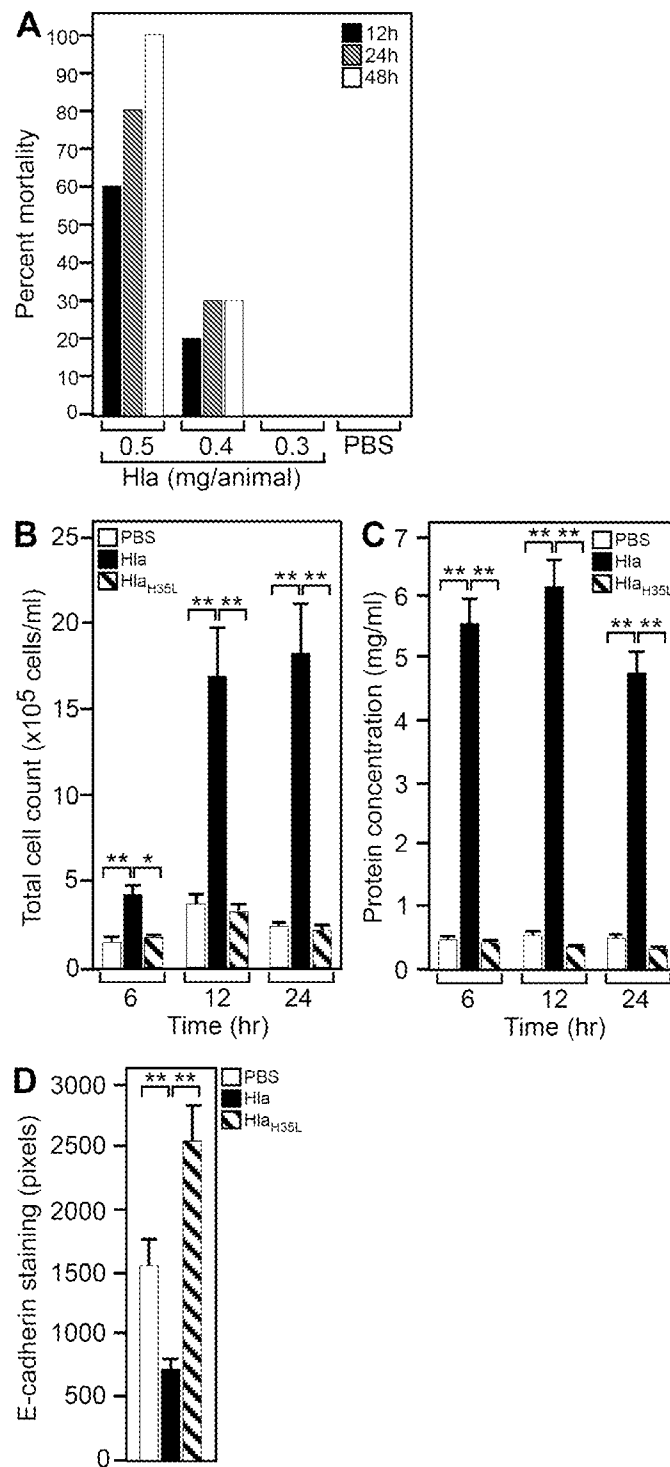 A
Percent mortality
100
90
80
70
60
50
40
30
20
10
0
12h
24h
48h
0.5 0.4 0.3 PBS
Hla (mg/animal)
B
PBS
Hla
HlaH35L
Total cell count (x10⁵ cells/ml)
25
20
15
10
5
0
** *
** **
** **
6 12 24
Time (hr)
C
PBS
Hla
HlaH35L
Protein concentration (mg/ml)
7
6
5
4
3
2
1
0
** **
** **
** **
6 12 24
Time (hr)
D
PBS
Hla
HlaH35L
E-cadherin staining (pixels)
3000
2500
2000
1500
1000
500
0
** **